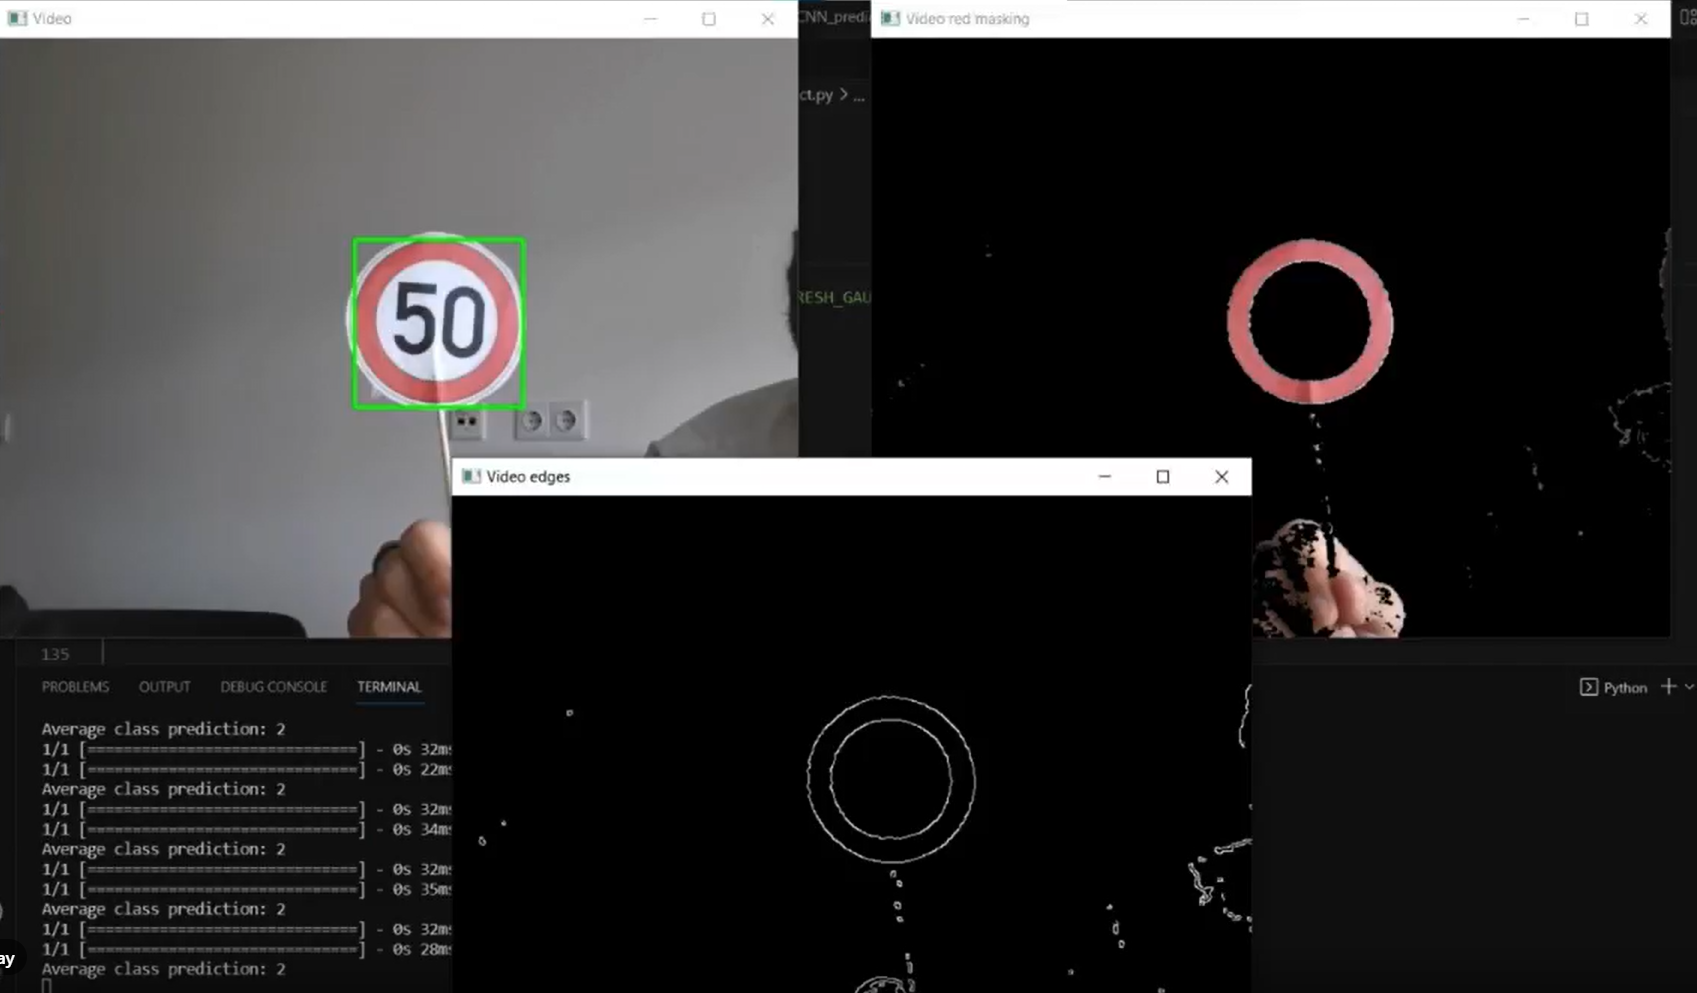 Video
CNN_predi
Video red masking
ct.py > ...
RESH_GAU
50
Video edges
135
PROBLEMS OUTPUT DEBUG CONSOLE TERMINAL
Python
Average class prediction: 2
1/1 [==============================] - 0s 32ms
1/1 [==============================] - 0s 22ms
Average class prediction: 2
1/1 [==============================] - 0s 32ms
1/1 [==============================] - 0s 34ms
Average class prediction: 2
1/1 [==============================] - 0s 32ms
1/1 [==============================] - 0s 35ms
Average class prediction: 2
1/1 [==============================] - 0s 32ms
1/1 [==============================] - 0s 28ms
ay
Average class prediction: 2